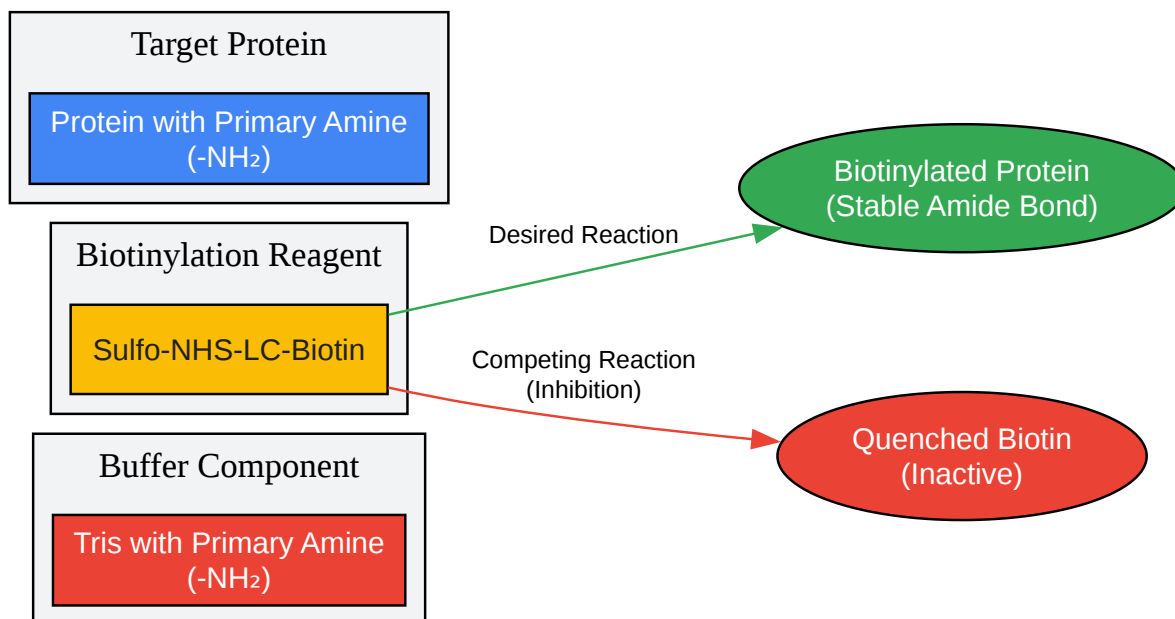 Target Protein
Protein with Primary Amine
(-NH₂)
Biotinylation Reagent
Sulfo-NHS-LC-Biotin
Buffer Component
Tris with Primary Amine
(-NH₂)
Desired Reaction
Competing Reaction
(Inhibition)
Biotinylated Protein
(Stable Amide Bond)
Quenched Biotin
(Inactive)